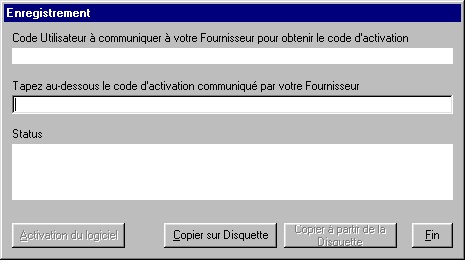 Enregistrement
Code Utilisateur à communiquer à votre Fournisseur pour obtenir le code d'activation
Tapez au-dessous le code d'activation communiqué par votre Fournisseur
Status
Activation du logiciel
Copier sur Disquette
Copier à partir de la
Disquette
Fin